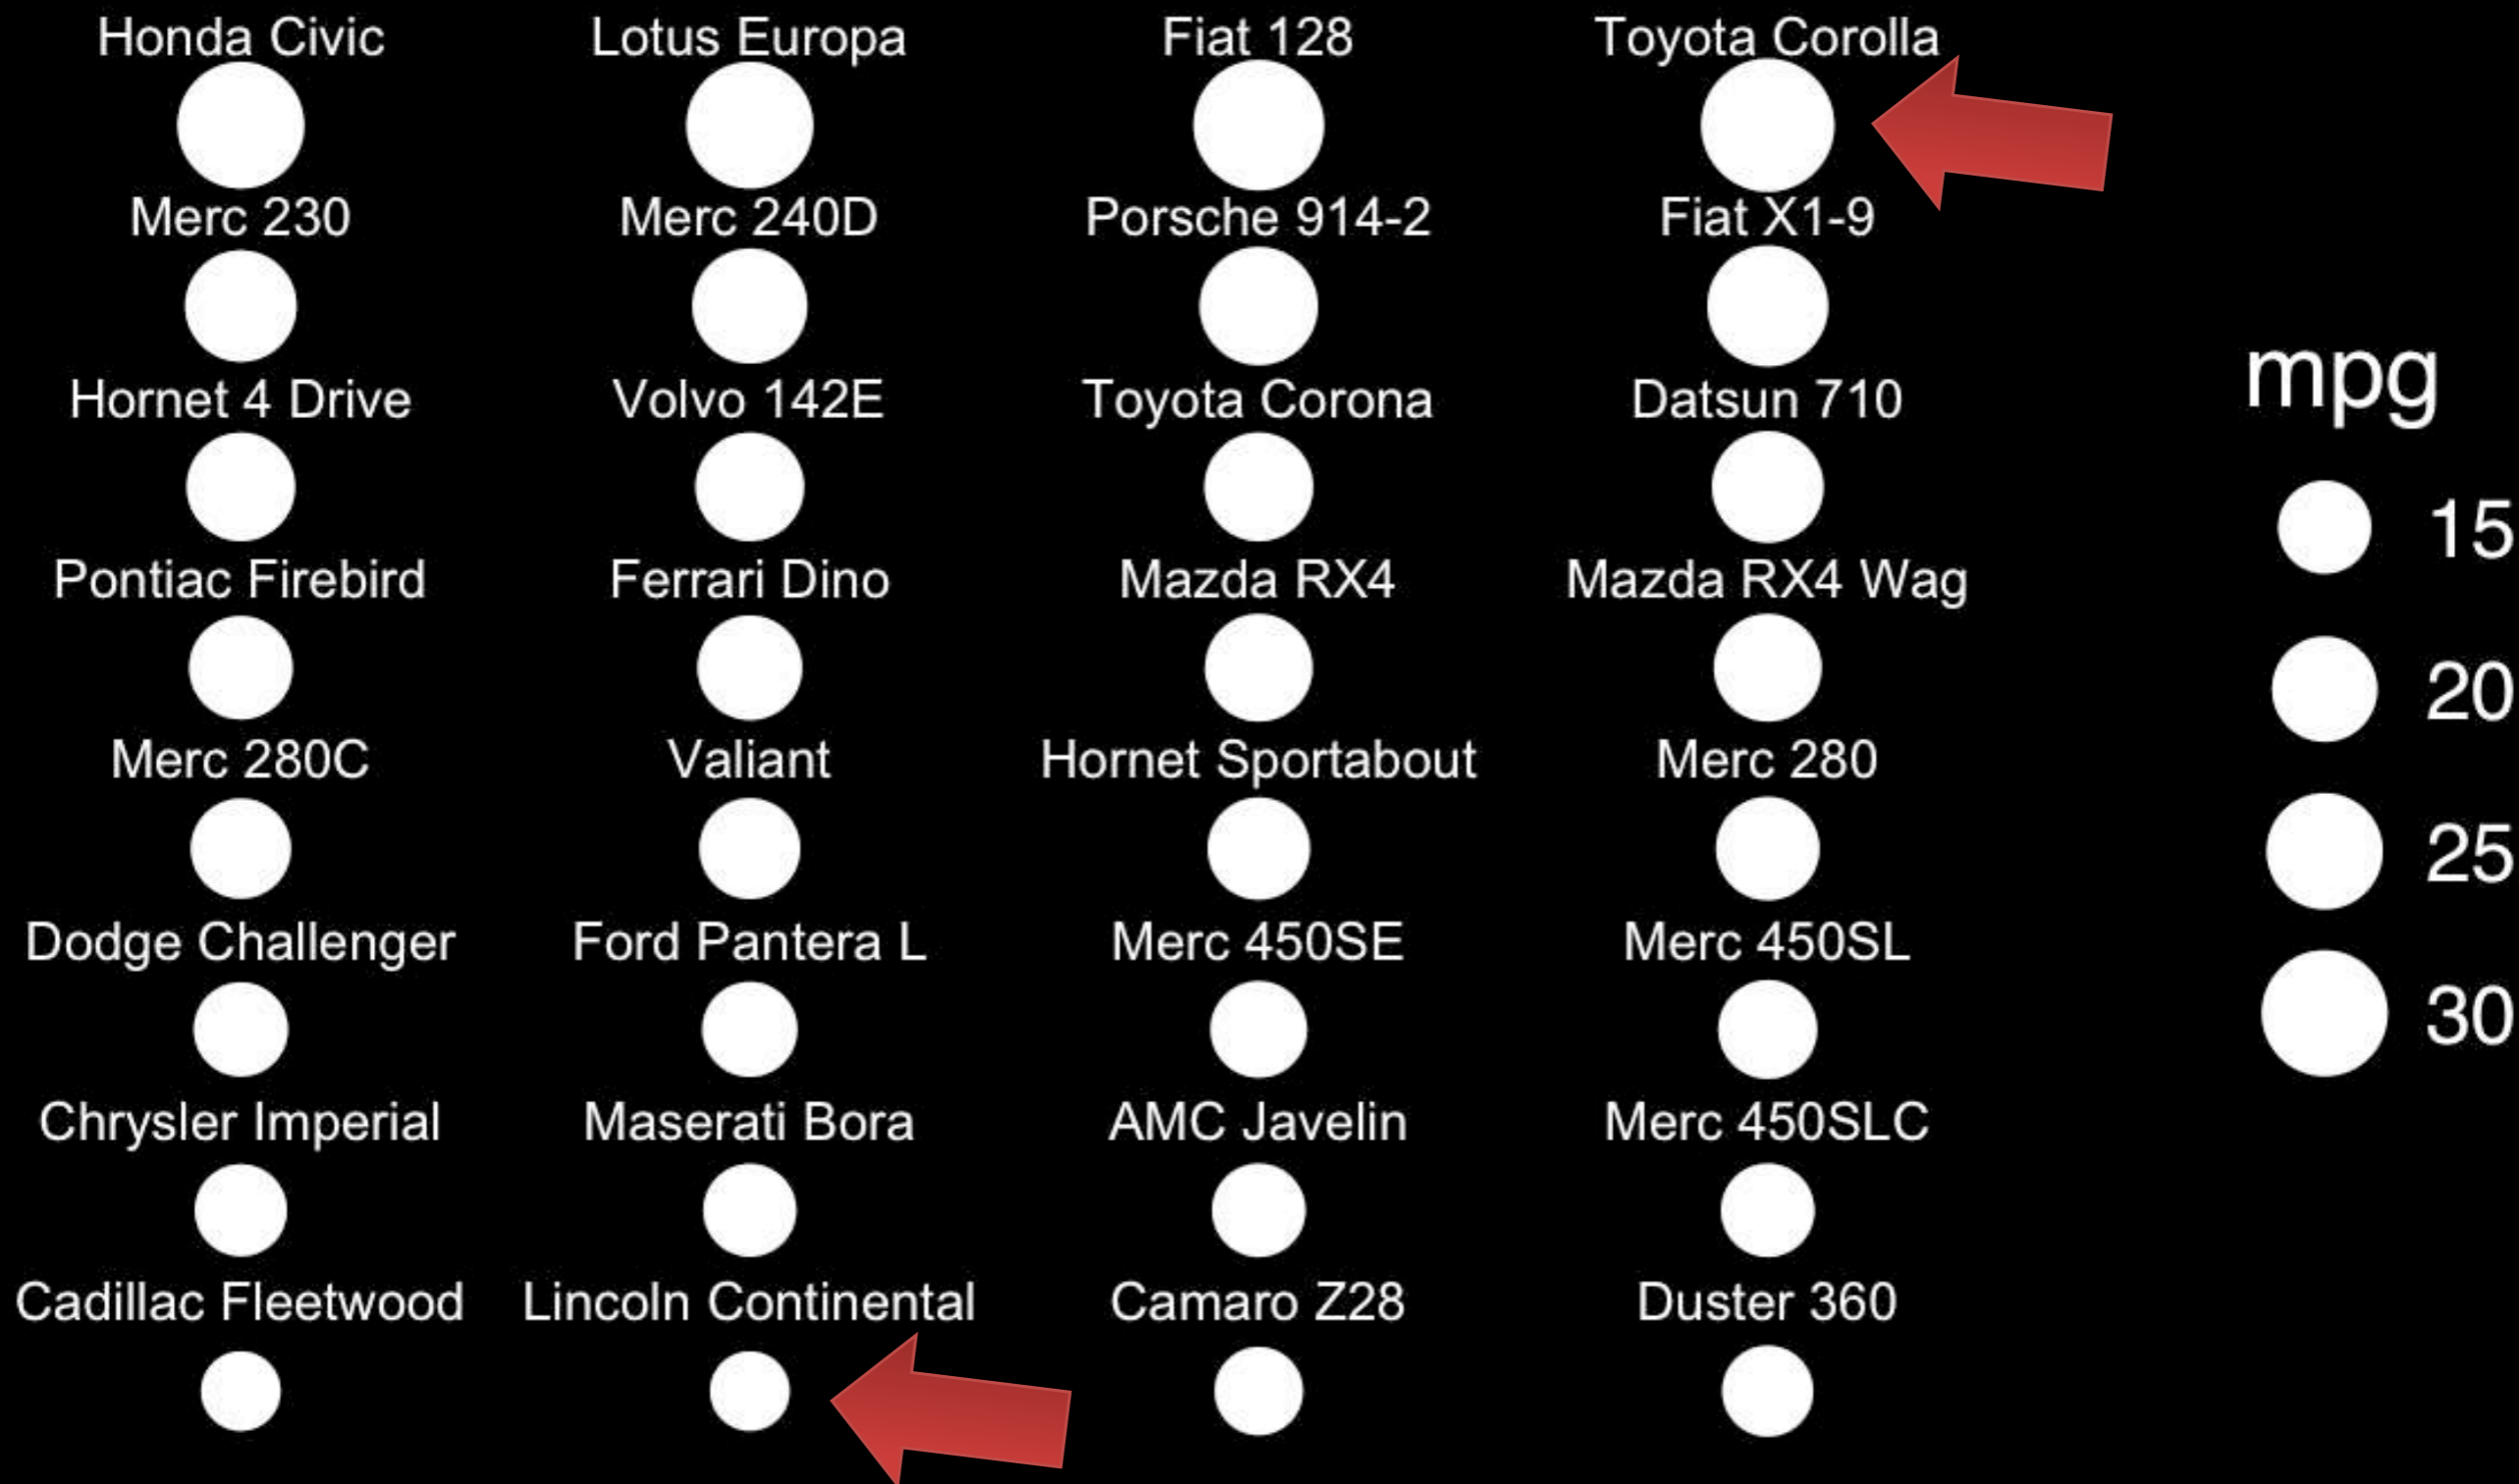 Honda Civic Lotus Europa Fiat 128 Toyota Corolla
Merc 230 Merc 240D Porsche 914-2 Fiat X1-9
Hornet 4 Drive Volvo 142E Toyota Corona Datsun 710
Pontiac Firebird Ferrari Dino Mazda RX4 Mazda RX4 Wag
Merc 280C Valiant Hornet Sportabout Merc 280
Dodge Challenger Ford Pantera L Merc 450SE Merc 450SL
Chrysler Imperial Maserati Bora AMC Javelin Merc 450SLC
Cadillac Fleetwood Lincoln Continental Camaro Z28 Duster 360
mpg
15
20
25
30